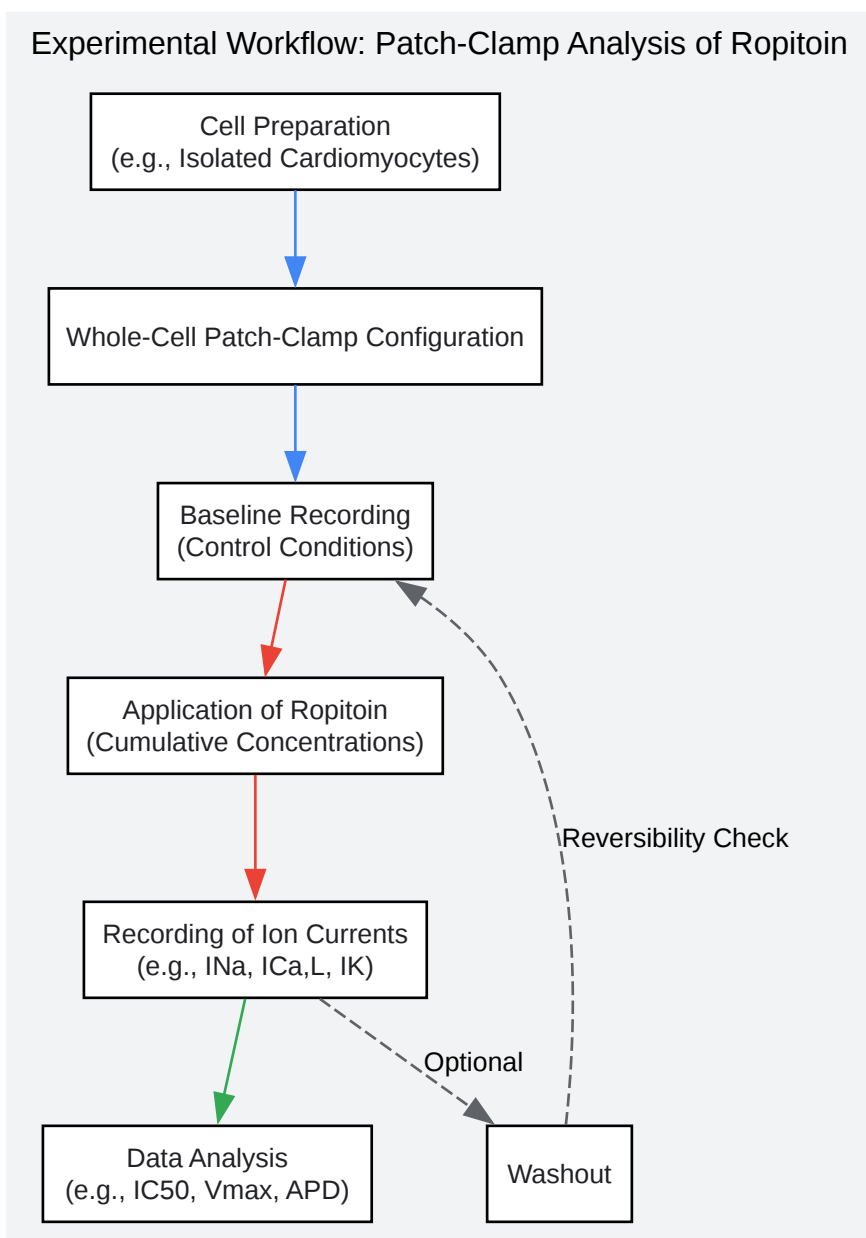 Experimental Workflow: Patch-Clamp Analysis of Ropitoin
Cell Preparation
(e.g., Isolated Cardiomyocytes)
Whole-Cell Patch-Clamp Configuration
Baseline Recording
(Control Conditions)
Application of Ropitoin
(Cumulative Concentrations)
Reversibility Check
Recording of Ion Currents
(e.g., INa, ICa,L, IK)
Optional
Data Analysis
(e.g., IC50, Vmax, APD)
Washout